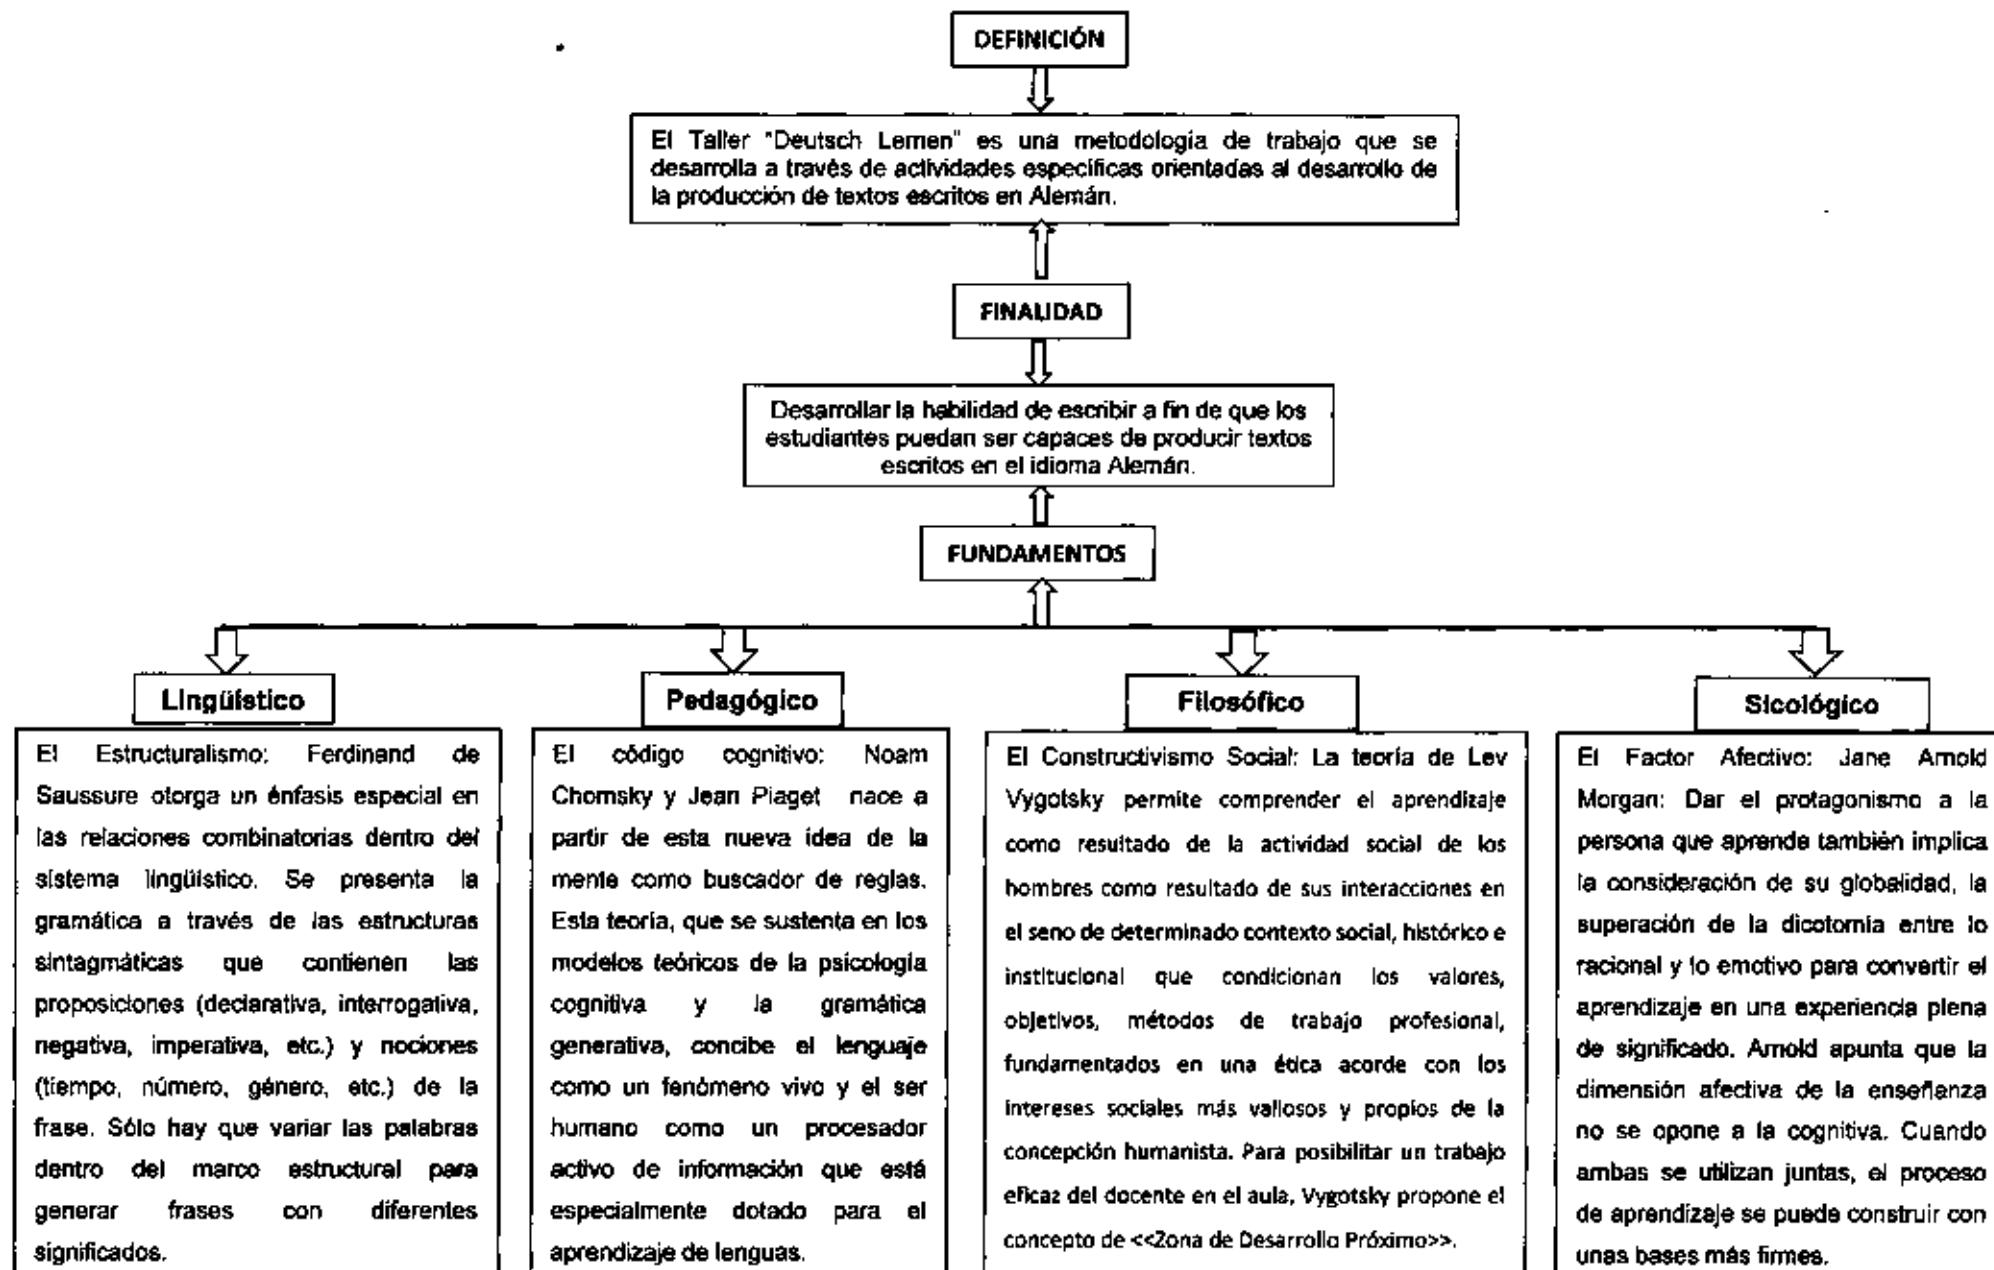 DEFINICIÓN
El Taller "Deutsch Lernen" es una metodología de trabajo que se
desarrolla a través de actividades específicas orientadas al desarrollo de
la producción de textos escritos en Alemán.
FINALIDAD
Desarrollar la habilidad de escribir a fin de que los
estudiantes puedan ser capaces de producir textos
escritos en el idioma Alemán.
FUNDAMENTOS
Lingüístico
El Estructuralismo: Ferdinand de
Saussure otorga un énfasis especial en
las relaciones combinatorias dentro del
sistema lingüístico. Se presenta la
gramática a través de las estructuras
sintagmáticas que contienen las
proposiciones (declarativa, interrogativa,
negativa, imperativa, etc.) y nociones
(tiempo, número, género, etc.) de la
frase. Sólo hay que variar las palabras
dentro del marco estructural para
generar frases con diferentes
significados.
Pedagógico
El código cognitivo: Noam
Chomsky y Jean Piaget nace a
partir de esta nueva idea de la
mente como buscador de reglas.
Esta teoría, que se sustenta en los
modelos teóricos de la psicología
cognitiva y la gramática
generativa, concibe el lenguaje
como un fenómeno vivo y el ser
humano como un procesador
activo de información que está
especialmente dotado para el
aprendizaje de lenguas.
Filosófico
El Constructivismo Social: La teoría de Lev
Vygotsky permite comprender el aprendizaje
como resultado de la actividad social de los
hombres como resultado de sus interacciones en
el seno de determinado contexto social, histórico e
institucional que condicionan los valores,
objetivos, métodos de trabajo profesional,
fundamentados en una ética acorde con los
intereses sociales más valiosos y propios de la
concepción humanista. Para posibilitar un trabajo
eficaz del docente en el aula, Vygotsky propone el
concepto de <<Zona de Desarrollo Próximo>>.
Sicológico
El Factor Afectivo: Jane Arnold
Morgan: Dar el protagonismo a la
persona que aprende también implica
la consideración de su globalidad, la
superación de la dicotomía entre lo
racional y lo emotivo para convertir el
aprendizaje en una experiencia plena
de significado. Arnold apunta que la
dimensión afectiva de la enseñanza
no se opone a la cognitiva. Cuando
ambas se utilizan juntas, el proceso
de aprendizaje se puede construir con
unas bases más firmes.